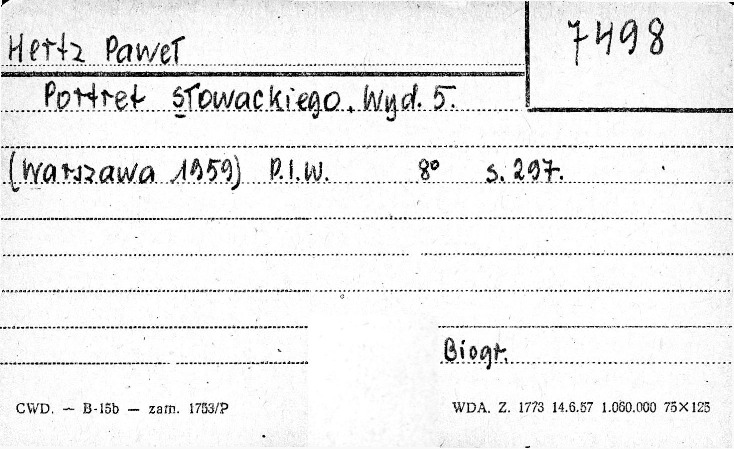 7498
Hertz Paweł
Portret Słowackiego. Wyd. 5.
(Warszawa 1959) P.I.W. 8° s. 297.
Biogr.
CWD. — B-15b — zam. 1753/P
WDA. Z. 1773 14.6.57 1.060.000 75×125